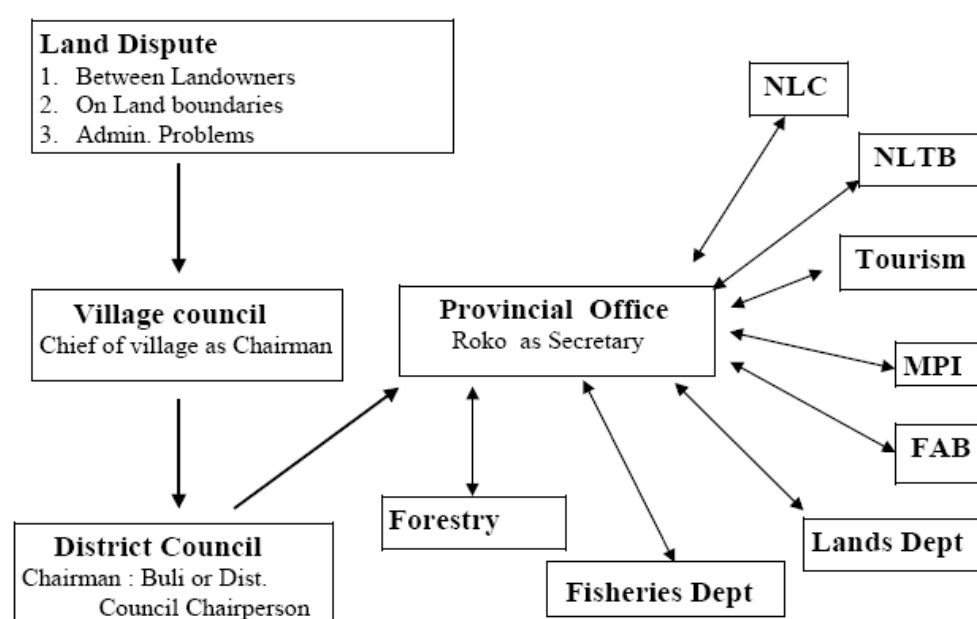 Land Dispute
1. Between Landowners
2. On Land boundaries
3. Admin. Problems
NLC
NLTB
Tourism
Village council
Chief of village as Chairman
Provincial Office
Roko as Secretary
MPI
FAB
Forestry
Lands Dept
District Council
Chairman : Buli or Dist.
Council Chairperson
Fisheries Dept